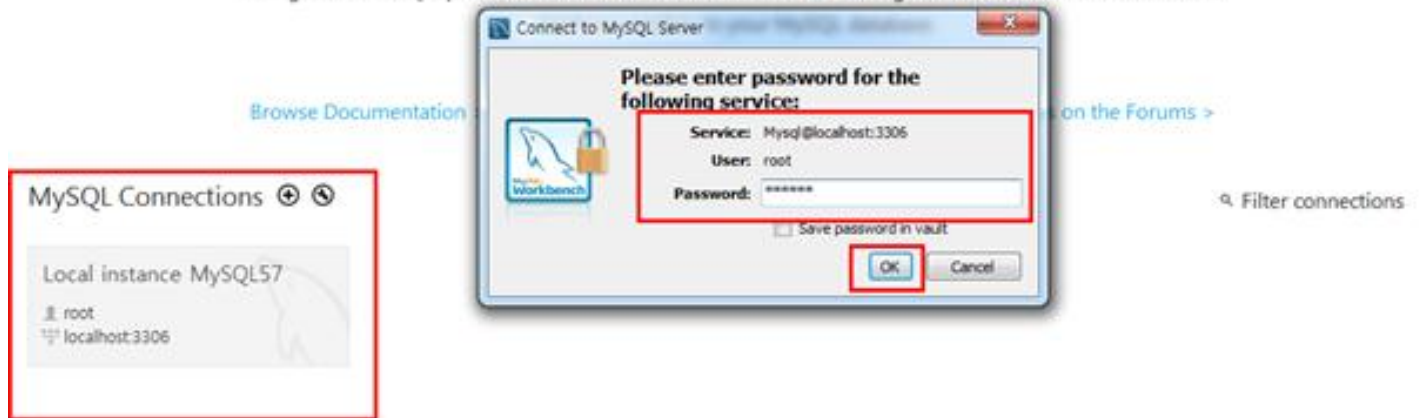 Connect to MySQL Server
Please enter password for the
following service:
Service: Mysql@localhost:3306
User: root
Password: ******
Save password in vault
OK Cancel
Workbench
Browse Documentation
on the Forums >
MySQL Connections
Filter connections
Local instance MySQL57
root
localhost:3306